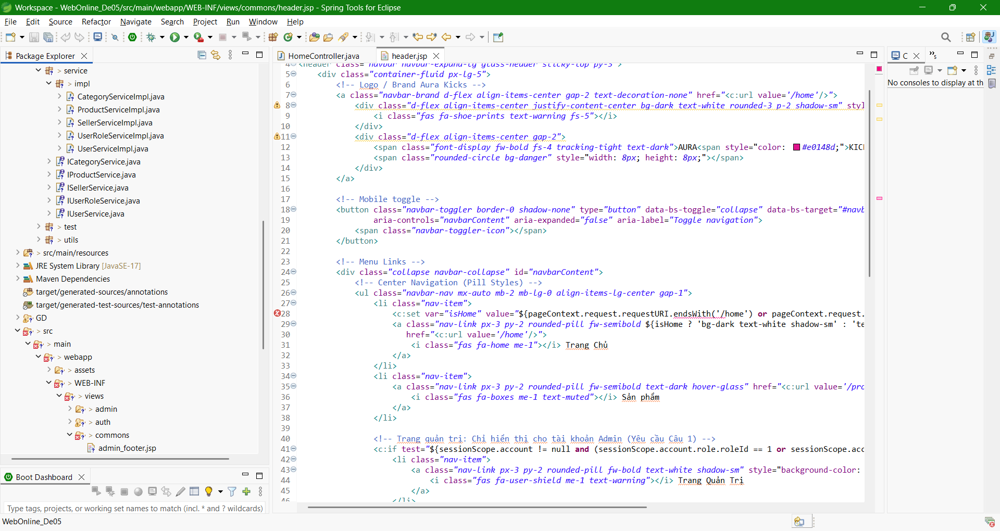 Workspace - WebOnline_De05/src/main/webapp/WEB-INF/views/commons/header.jsp - Spring Tools for Eclipse
File Edit Source Refactor Navigate Search Project Run Window Help
Package Explorer
> service
> impl
CategoryServiceImpl.java
ProductServiceImpl.java
SellerServiceImpl.java
UserRoleServiceImpl.java
UserServiceImpl.java
ICategoryService.java
IProductService.java
ISellerService.java
IUserRoleService.java
IUserService.java
> test
> utils
> src/main/resources
JRE System Library [JavaSE-17]
Maven Dependencies
target/generated-sources/annotations
target/generated-test-sources/test-annotations
GD
> src
> main
> webapp
> assets
> WEB-INF
> views
> admin
> auth
> commons
admin_footer.jsp
Boot Dashboard
Type tags, projects, or working set names to match (incl. * and ? wildcards)
WebOnline_De05
HomeController.java
header.jsp
4 <header class="navbar navbar-expand-lg glass-header sticky-top py-3">
5 <div class="container-fluid px-lg-5">
6 <!-- Logo / Brand Aura Kicks -->
7 <a class="navbar-brand d-flex align-items-center gap-2 text-decoration-none" href="<c:url value='/home'/>">
8 <div class="d-flex align-items-center justify-content-center bg-dark text-white rounded-3 p-2 shadow-sm" styl
9 <i class="fas fa-shoe-prints text-warning fs-5"></i>
10 </div>
11 <div class="d-flex align-items-center gap-2">
12 <span class="font-display fw-bold fs-4 tracking-tight text-dark">AURA<span style="color: #e0148d;">KIC
13 <span class="rounded-circle bg-danger" style="width: 8px; height: 8px;"></span>
14 </div>
15 </a>
16
17 <!-- Mobile toggle -->
18 <button class="navbar-toggler border-0 shadow-none" type="button" data-bs-toggle="collapse" data-bs-target="#navb
19 aria-controls="navbarContent" aria-expanded="false" aria-label="Toggle navigation">
20 <span class="navbar-toggler-icon"></span>
21 </button>
22
23 <!-- Menu Links -->
24 <div class="collapse navbar-collapse" id="navbarContent">
25 <!-- Center Navigation (Pill Styles) -->
26 <ul class="navbar-nav mx-auto mb-2 mb-lg-0 align-items-lg-center gap-1">
27 <li class="nav-item">
28 <c:set var="isHome" value="${pageContext.request.requestURI.endsWith('/home') or pageContext.request.
29 <a class="nav-link px-3 py-2 rounded-pill fw-semibold ${isHome ? 'bg-dark text-white shadow-sm' : 'te
30 href="<c:url value='/home'/>">
31 <i class="fas fa-home me-1"></i> Trang Chủ
32 </a>
33 </li>
34 <li class="nav-item">
35 <a class="nav-link px-3 py-2 rounded-pill fw-semibold text-dark hover-glass" href="<c:url value='/pro
36 <i class="fas fa-boxes me-1 text-muted"></i> Sản phẩm
37 </a>
38 </li>
39
40 <!-- Trang quản trị: Chỉ hiển thị cho tài khoản Admin (Yêu cầu Câu 1) -->
41 <c:if test="${sessionScope.account != null and (sessionScope.account.role.roleId == 1 or sessionScope.acc
42 <li class="nav-item">
43 <a class="nav-link px-3 py-2 rounded-pill fw-bold text-white shadow-sm" style="background-color:
44 <i class="fas fa-user-shield me-1 text-warning"></i> Trang Quản Trị
45 </a>
46 </li>
C
5
No consoles to display at th